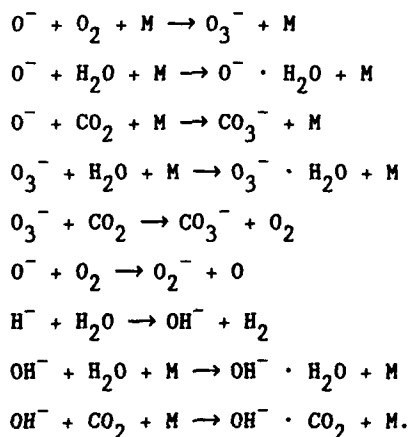 O⁻ + O₂ + M ⟶ O₃⁻ + M
O⁻ + H₂O + M ⟶ O⁻ · H₂O + M
O⁻ + CO₂ + M ⟶ CO₃⁻ + M
O₃⁻ + H₂O + M ⟶ O₃⁻ · H₂O + M
O₃⁻ + CO₂ ⟶ CO₃⁻ + O₂
O⁻ + O₂ ⟶ O₂⁻ + O
H⁻ + H₂O ⟶ OH⁻ + H₂
OH⁻ + H₂O + M ⟶ OH⁻ · H₂O + M
OH⁻ + CO₂ + M ⟶ OH⁻ · CO₂ + M.